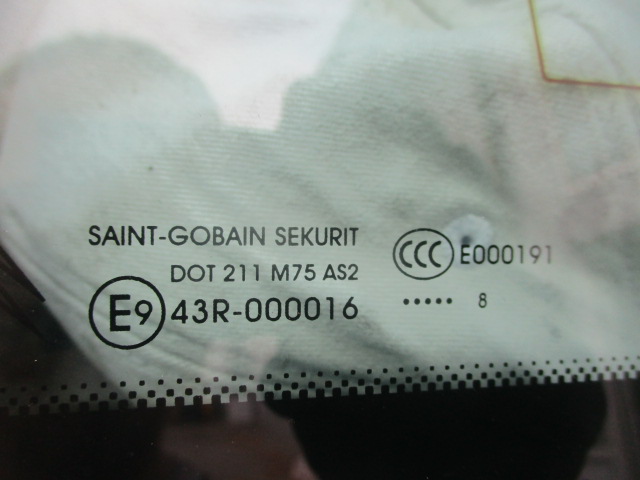 SAINT-GOBAIN SEKURIT
DOT 211 M75 AS2
E9 43R-000016
CCC E000191
..... 8